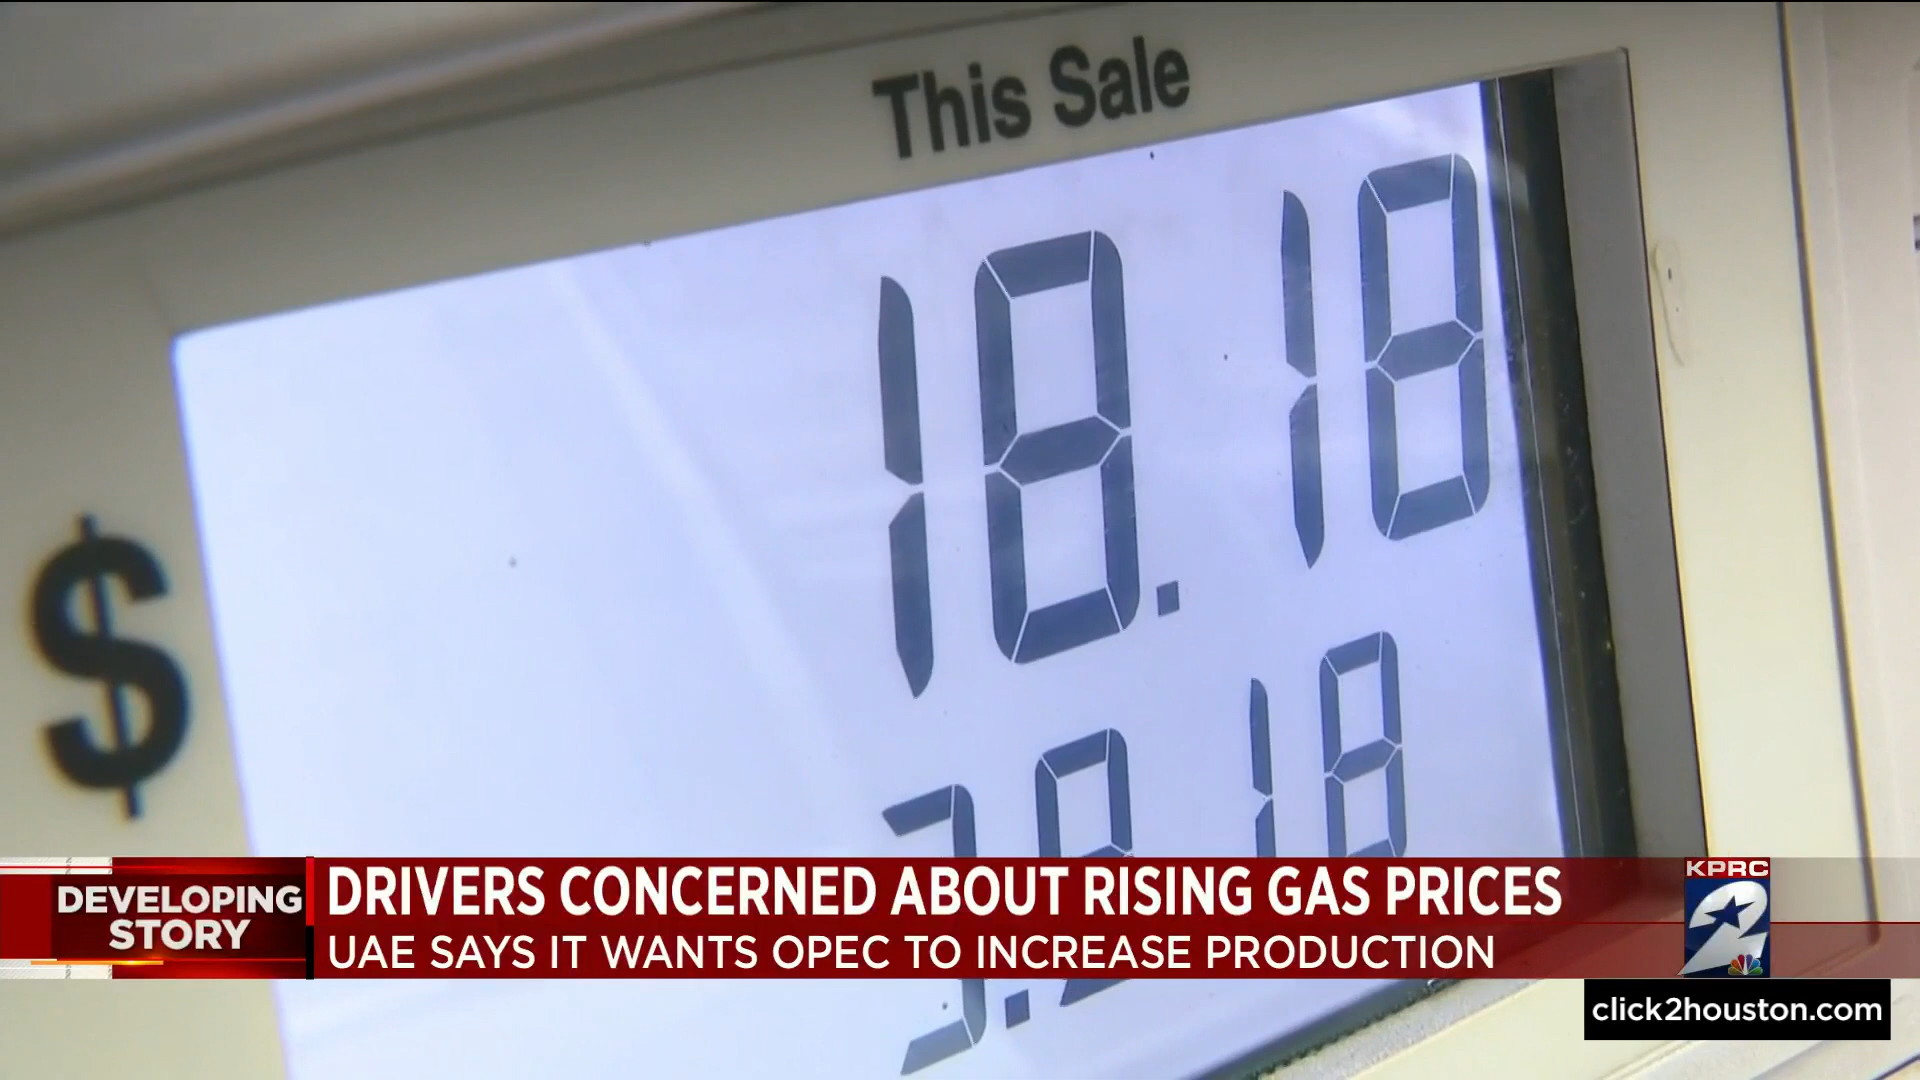 This Sale
$
18.18
DEVELOPING
STORY
DRIVERS CONCERNED ABOUT RISING GAS PRICES
UAE SAYS IT WANTS OPEC TO INCREASE PRODUCTION
KPRC
2
click2houston.com